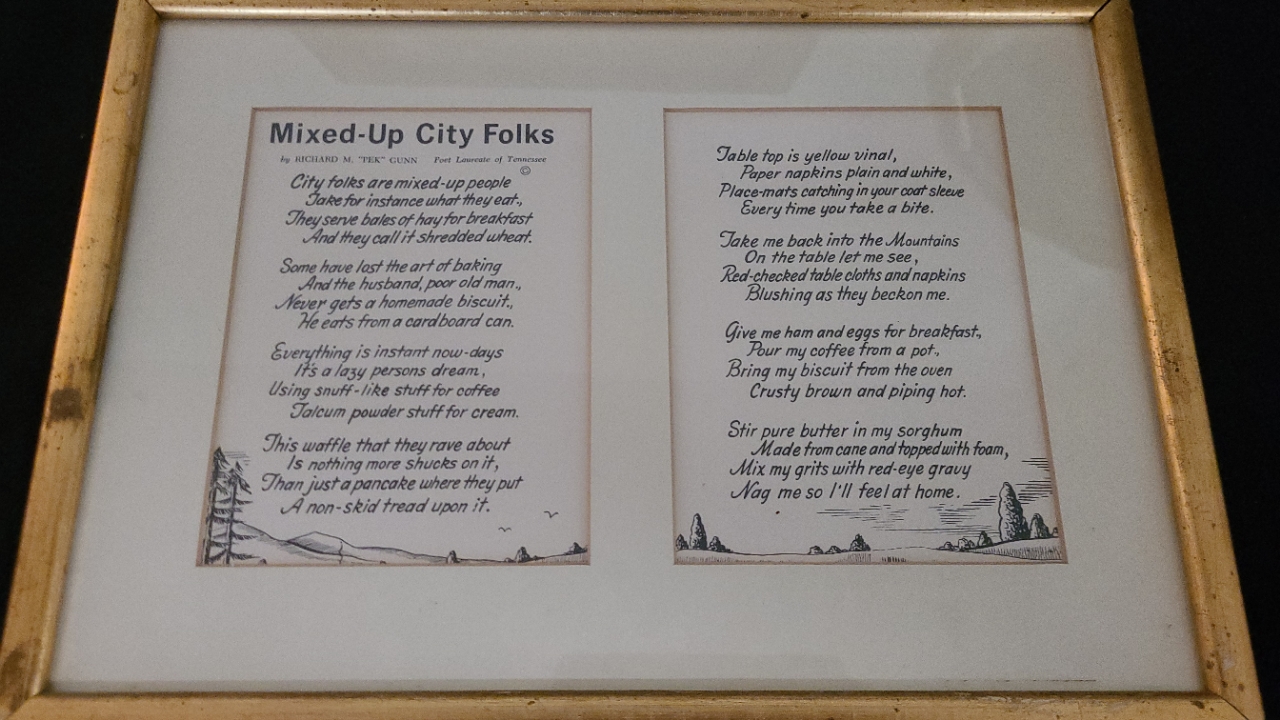 Mixed-Up City Folks
by RICHARD M. "PEK" GUNN Poet Laureate of Tennessee
©
City folks are mixed-up people
Take for instance what they eat.,
They serve bales of hay for breakfast
And they call it shredded wheat.
Some have lost the art of baking
And the husband, poor old man.,
Never gets a homemade biscuit.,
He eats from a cardboard can.
Everything is instant now-days
It's a lazy persons dream,
Using snuff-like stuff for coffee
Talcum powder stuff for cream.
This waffle that they rave about
Is nothing more shucks on it,
Than just a pancake where they put
A non-skid tread upon it.
Table top is yellow vinal,
Paper napkins plain and white,
Place-mats catching in your coat sleeve
Every time you take a bite.
Take me back into the Mountains
On the table let me see,
Red-checked table cloths and napkins
Blushing as they beckon me.
Give me ham and eggs for breakfast.,
Pour my coffee from a pot.,
Bring my biscuit from the oven
Crusty brown and piping hot.
Stir pure butter in my sorghum
Made from cane and topped with foam,
Mix my grits with red-eye gravy
Nag me so I'll feel at home.